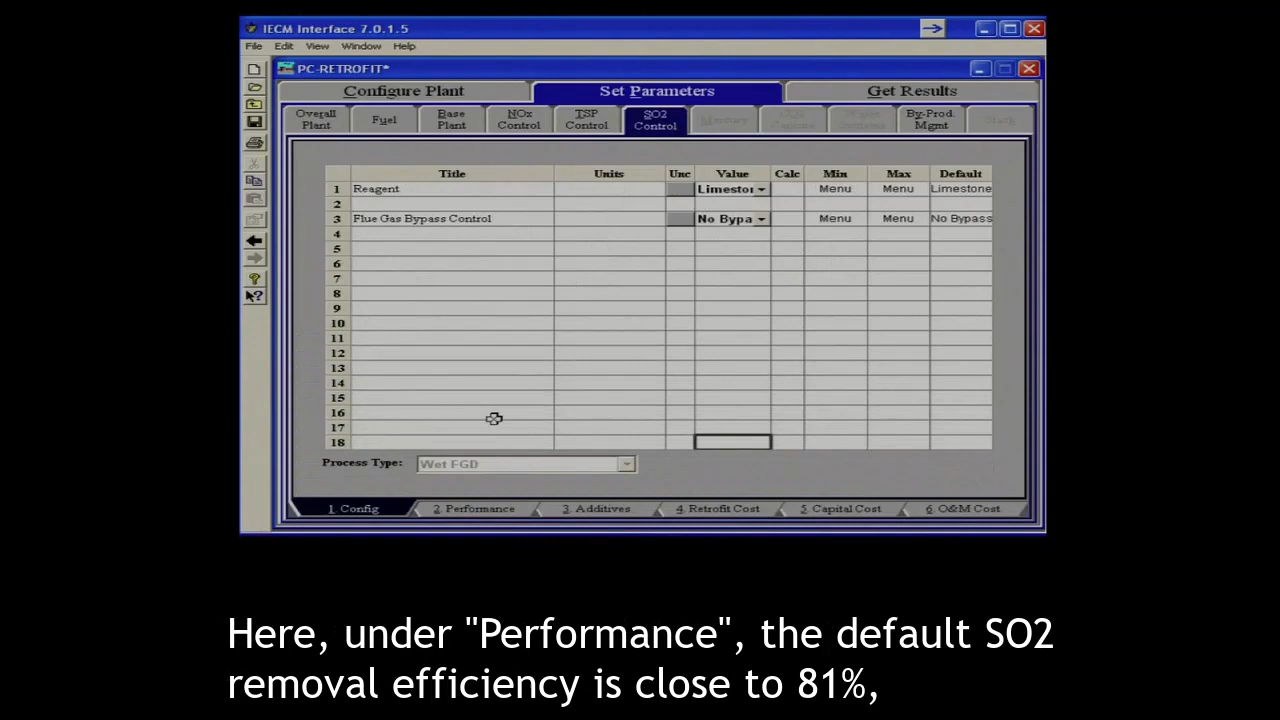 IECM Interface 7.0.1.5
File Edit View Window Help
PC-RETROFIT*
Configure Plant Set Parameters Get Results
Overall Plant Fuel Base Plant NOx Control TSP Control SO2 Control Mercury By-Prod. Mgmt Stack
Title Units Unc Value Calc Min Max Default
1 Reagent Limestor Menu Menu Limestone
2
3 Flue Gas Bypass Control No Bypa Menu Menu No Bypass
4
5
6
7
8
9
10
11
12
13
14
15
16
17
18
Process Type: Wet FGD
1. Config 2. Performance 3. Additives 4. Retrofit Cost 5. Capital Cost 6. O&M Cost
Here, under "Performance", the default SO2
removal efficiency is close to 81%,